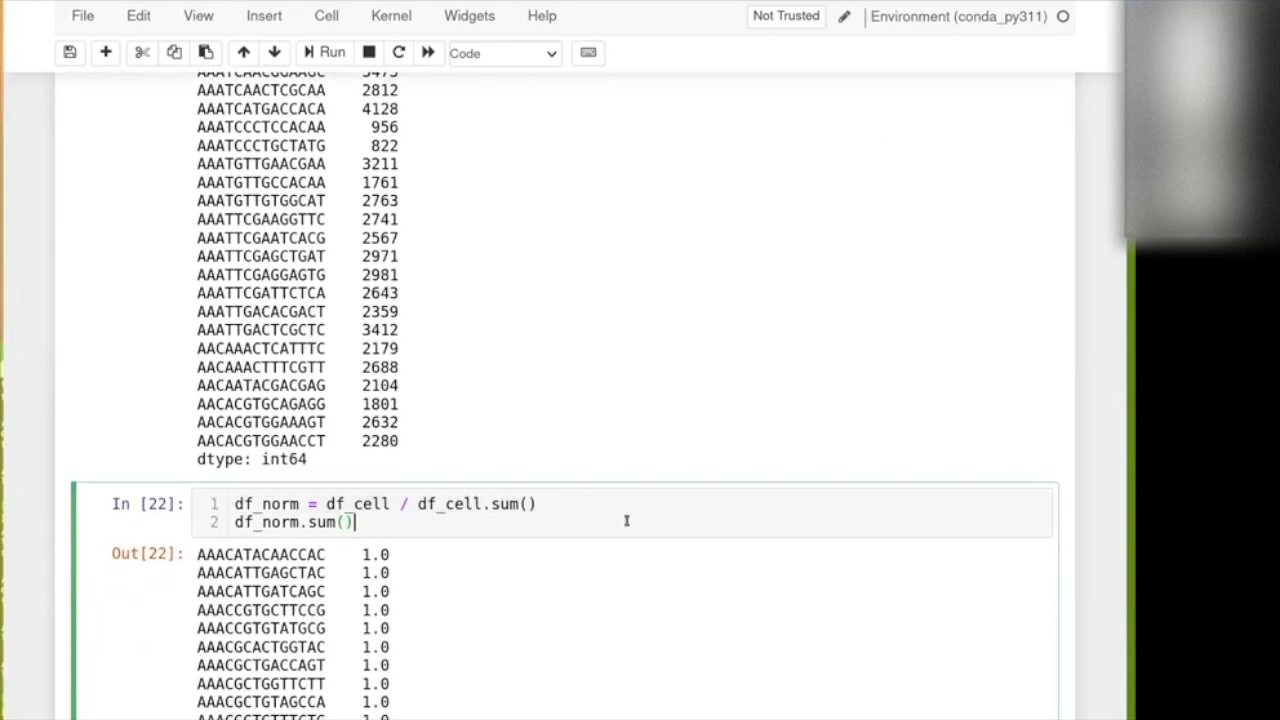 File Edit View Insert Cell Kernel Widgets Help Not Trusted Environment (conda_py311)
Run Code
AAATCAACGGAAGC 3473
AAATCAACTCGCAA 2812
AAATCATGACCACA 4128
AAATCCCTCCACAA 956
AAATCCCTGCTATG 822
AAATGTTGAACGAA 3211
AAATGTTGCCACAA 1761
AAATGTTGTGGCAT 2763
AAATTCGAAGGTTC 2741
AAATTCGAATCACG 2567
AAATTCGAGCTGAT 2971
AAATTCGAGGAGTG 2981
AAATTCGATTCTCA 2643
AAATTGACACGACT 2359
AAATTGACTCGCTC 3412
AACAAACTCATTTC 2179
AACAAACTTTCGTT 2688
AACAATACGACGAG 2104
AACACGTGCAGAGG 1801
AACACGTGGAAAGT 2632
AACACGTGGAACCT 2280
dtype: int64
In [22]: 1 df_norm = df_cell / df_cell.sum()
2 df_norm.sum()
Out[22]: AAACATACAACCAC 1.0
AAACATTGAGCTAC 1.0
AAACATTGATCAGC 1.0
AAACCGTGCTTCCG 1.0
AAACCGTGTATGCG 1.0
AAACGCACTGGTAC 1.0
AAACGCTGACCAGT 1.0
AAACGCTGGTTCTT 1.0
AAACGCTGTAGCCA 1.0
1.0